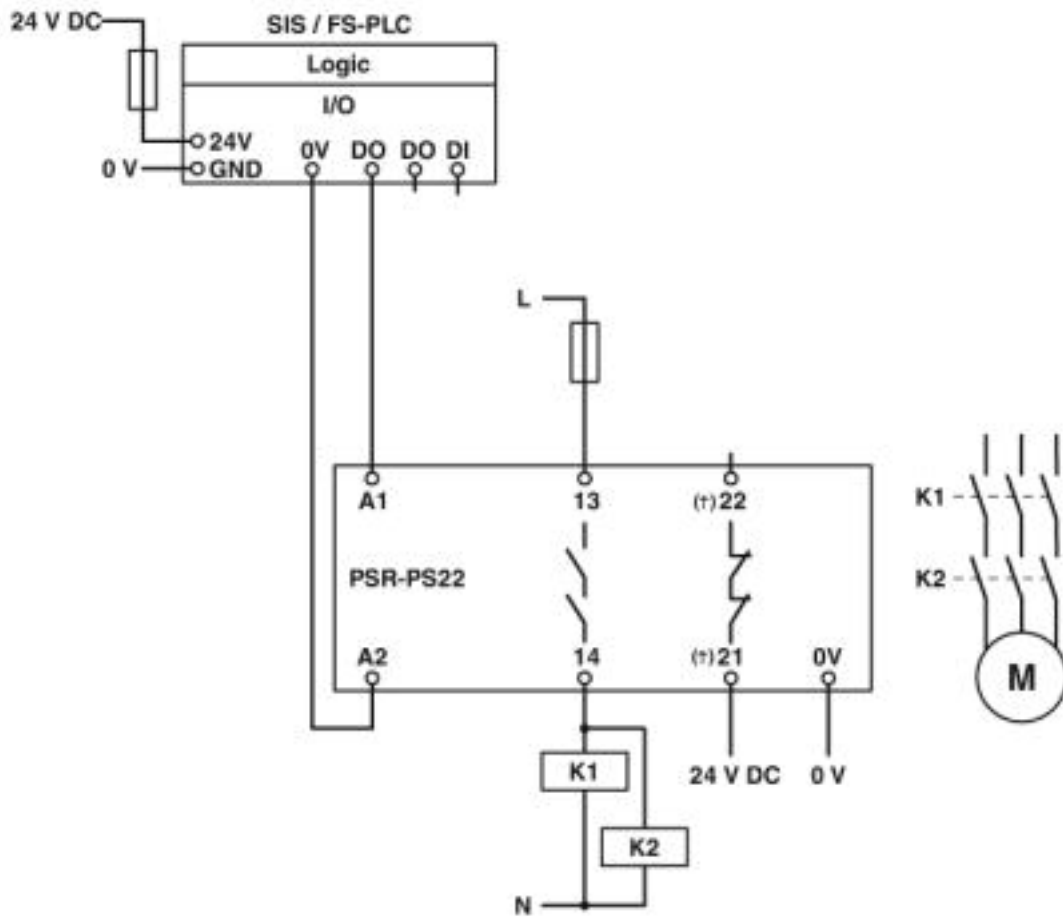 24 V DC
SIS / FS-PLC
Logic
I/O
24V
0V DO DO DI
0 V
GND
L
A1 13 (†) 22
K1
PSR-PS22
K2
A2 14 (†) 21 0V
M
K1 24 V DC 0 V
K2
N